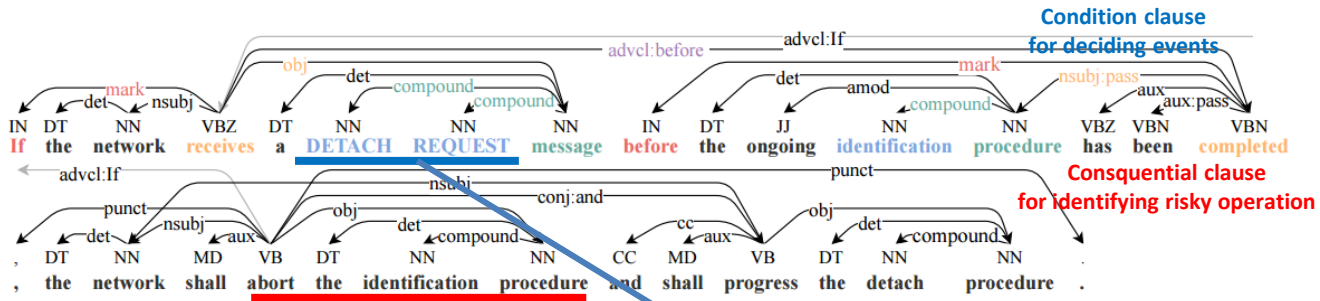 Condition clause
for deciding events
advcl:If
advcl:before
obj
mark
det
det
nsubj:pass
mark
compound
amod
aux
det
nsubj
compound
compound
aux:pass
IN DT NN VBZ DT NN NN NN IN DT JJ NN NN VBZ VBN VBN
If the network receives a DETACH REQUEST message before the ongoing identification procedure has been completed
advcl:If
punct
Consquential clause
for identifying risky operation
nsubj
conj:and
punct
obj
obj
nsubj
det
cc
det
det
aux
compound
aux
compound
, DT NN MD VB DT NN NN CC MD VB DT NN NN .
, the network shall abort the identification procedure and shall progress the detach procedure .